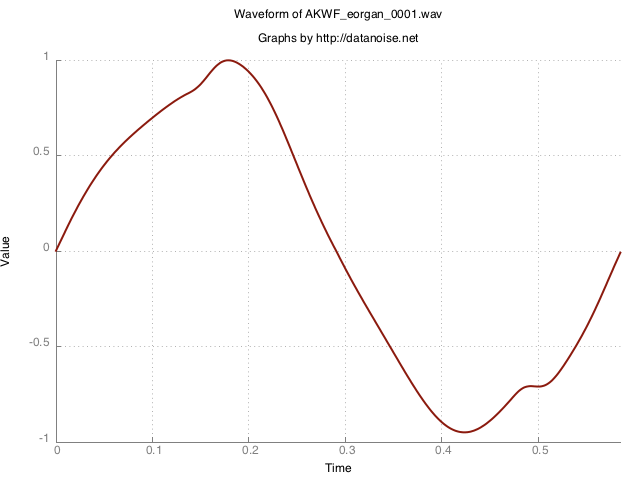 Waveform of AKWF_eorgan_0001.wav
Graphs by http://datanoise.net
1
0.5
0
-0.5
-1
Value
0 0.1 0.2 0.3 0.4 0.5
Time